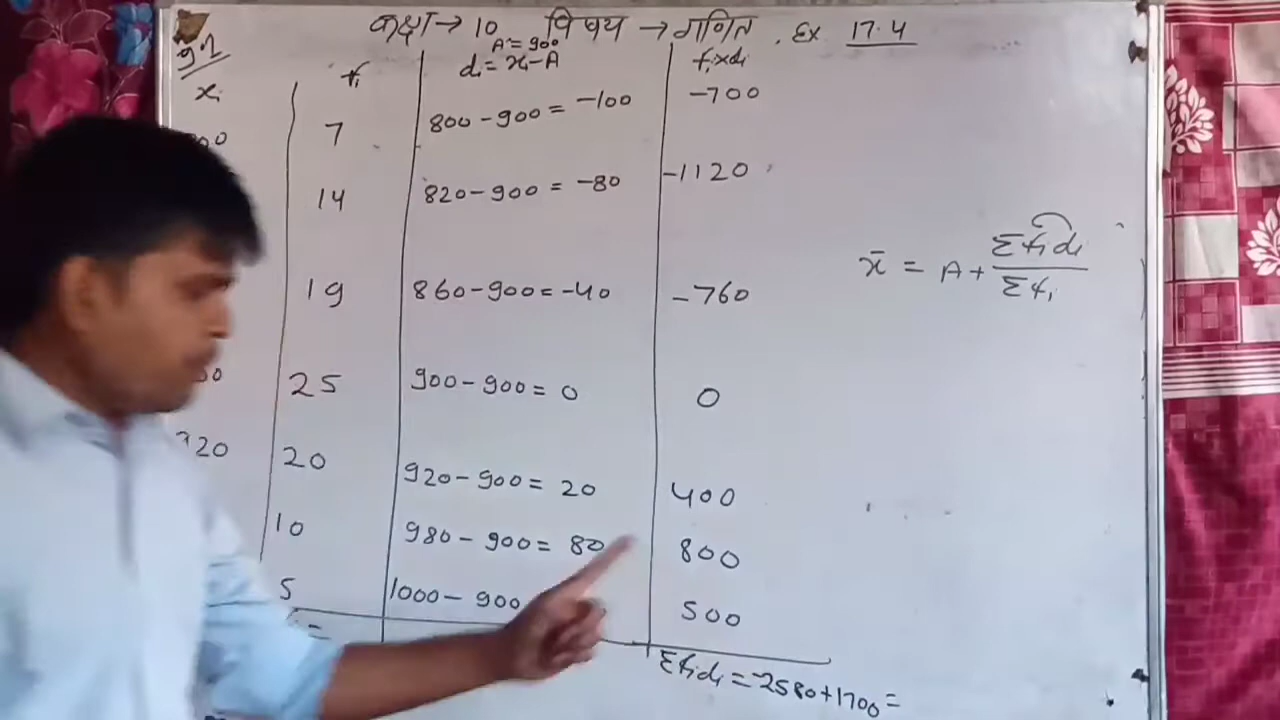 कक्षा → 10 विषय → गणित . Ex 17.4
A = 900
xi fi di = xi - A fi×di
7 800 - 900 = -100 -700
14 820 - 900 = -80 -1120
19 860 - 900 = -40 -760
25 900 - 900 = 0 0
20 20 920 - 900 = 20 400
10 980 - 900 = 80 800
5 1000 - 900 500
x̄ = A + Σfidi / Σfi
Σfidi = -2580 + 1700 =